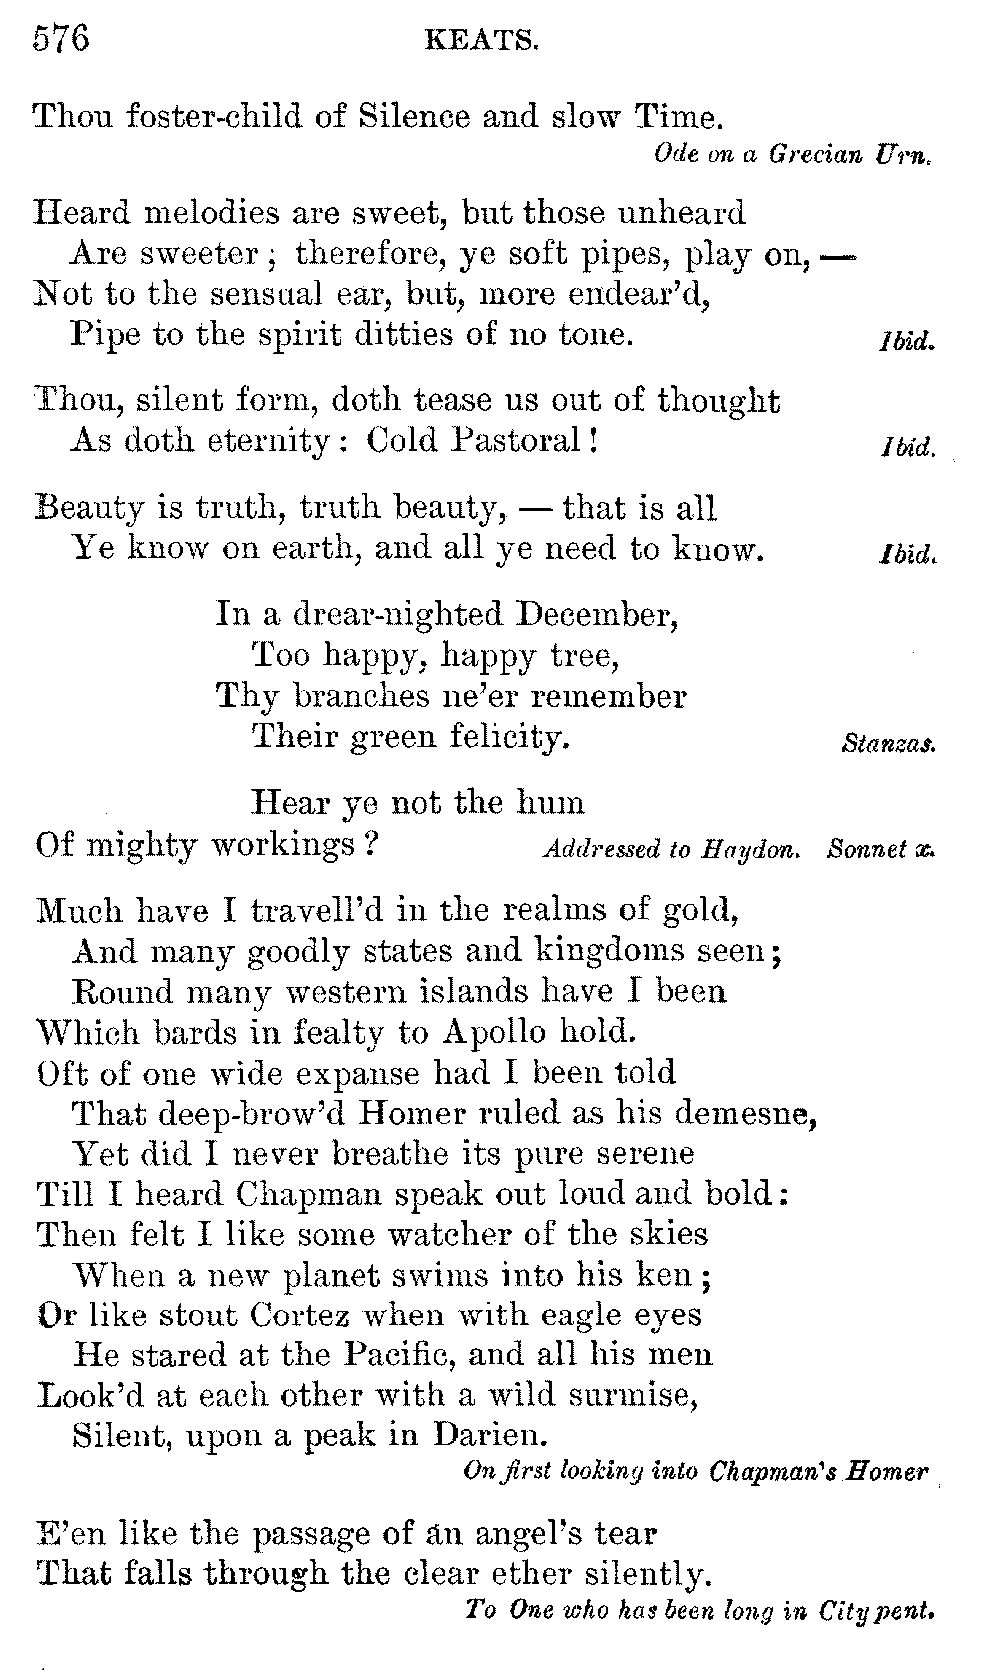 576 KEATS.
Thou foster-child of Silence and slow Time.
Ode on a Grecian Urn.
Heard melodies are sweet, but those unheard
Are sweeter; therefore, ye soft pipes, play on, —
Not to the sensual ear, but, more endear'd,
Pipe to the spirit ditties of no tone. Ibid.
Thou, silent form, doth tease us out of thought
As doth eternity: Cold Pastoral! Ibid.
Beauty is truth, truth beauty, — that is all
Ye know on earth, and all ye need to know. Ibid.
In a drear-nighted December,
Too happy, happy tree,
Thy branches ne'er remember
Their green felicity. Stanzas.
Hear ye not the hum
Of mighty workings? Addressed to Haydon. Sonnet x.
Much have I travell'd in the realms of gold,
And many goodly states and kingdoms seen;
Round many western islands have I been
Which bards in fealty to Apollo hold.
Oft of one wide expanse had I been told
That deep-brow'd Homer ruled as his demesne,
Yet did I never breathe its pure serene
Till I heard Chapman speak out loud and bold:
Then felt I like some watcher of the skies
When a new planet swims into his ken;
Or like stout Cortez when with eagle eyes
He stared at the Pacific, and all his men
Look'd at each other with a wild surmise,
Silent, upon a peak in Darien.
On first looking into Chapman's Homer
E'en like the passage of an angel's tear
That falls through the clear ether silently.
To One who has been long in City pent.